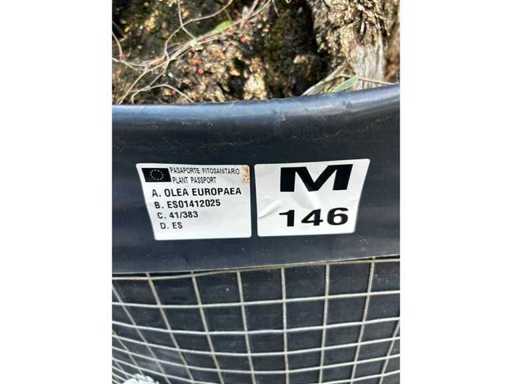 PASAPORTE FITOSANITARIO
PLANT PASSPORT
A. OLEA EUROPAEA
B. ES01412025
C. 41/383
D. ES
M
146